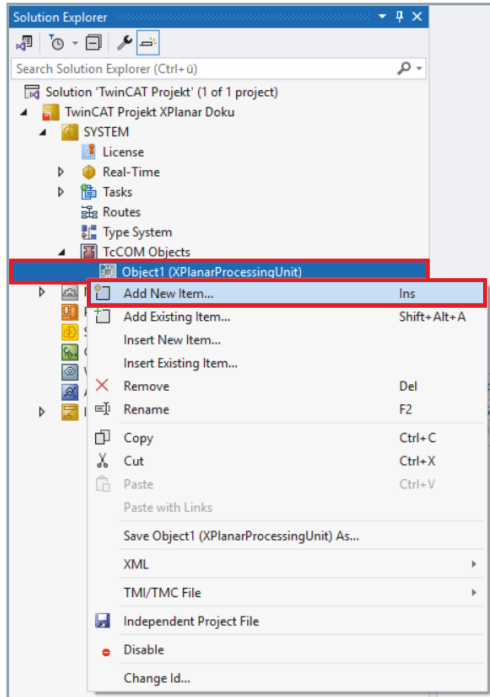 Solution Explorer
Search Solution Explorer (Ctrl+ü)
Solution 'TwinCAT Projekt' (1 of 1 project)
TwinCAT Projekt XPlanar Doku
SYSTEM
License
Real-Time
Tasks
Routes
Type System
TcCOM Objects
Object1 (XPlanarProcessingUnit)
Add New Item... Ins
Add Existing Item... Shift+Alt+A
Insert New Item...
Insert Existing Item...
Remove Del
Rename F2
Copy Ctrl+C
Cut Ctrl+X
Paste Ctrl+V
Paste with Links
Save Object1 (XPlanarProcessingUnit) As...
XML
TMI/TMC File
Independent Project File
Disable
Change Id...